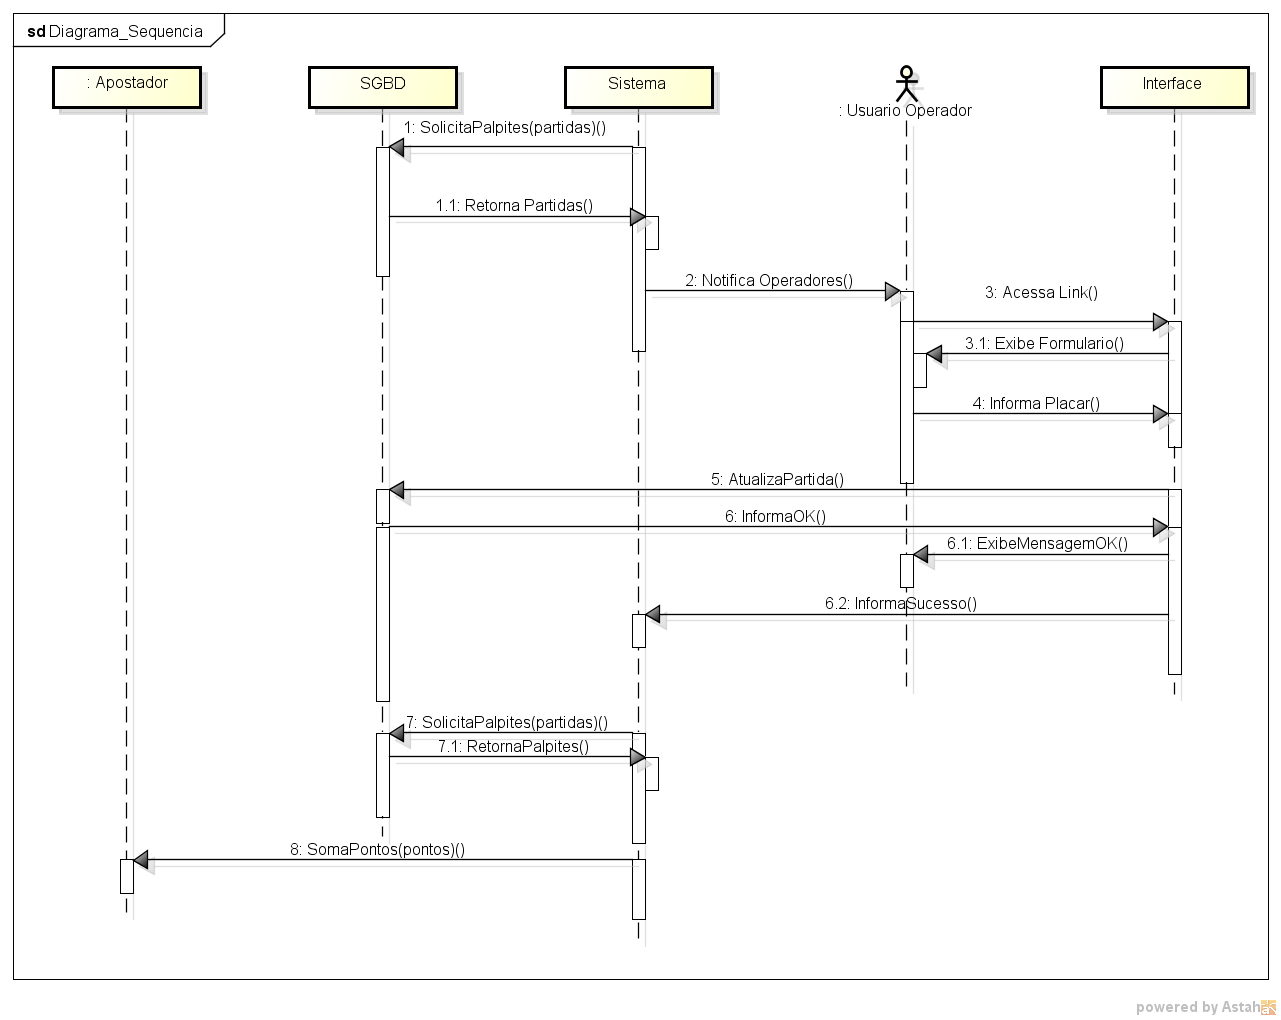 sd Diagrama_Sequencia
: Apostador
SGBD
Sistema
Interface
: Usuario Operador
1: SolicitaPalpites(partidas)()
1.1: Retorna Partidas()
2: Notifica Operadores()
3: Acessa Link()
3.1: Exibe Formulario()
4: Informa Placar()
5: AtualizaPartida()
6: InformaOK()
6.1: ExibeMensagemOK()
6.2: InformaSucesso()
7: SolicitaPalpites(partidas)()
7.1: RetornaPalpites()
8: SomaPontos(pontos)()
powered by Astah